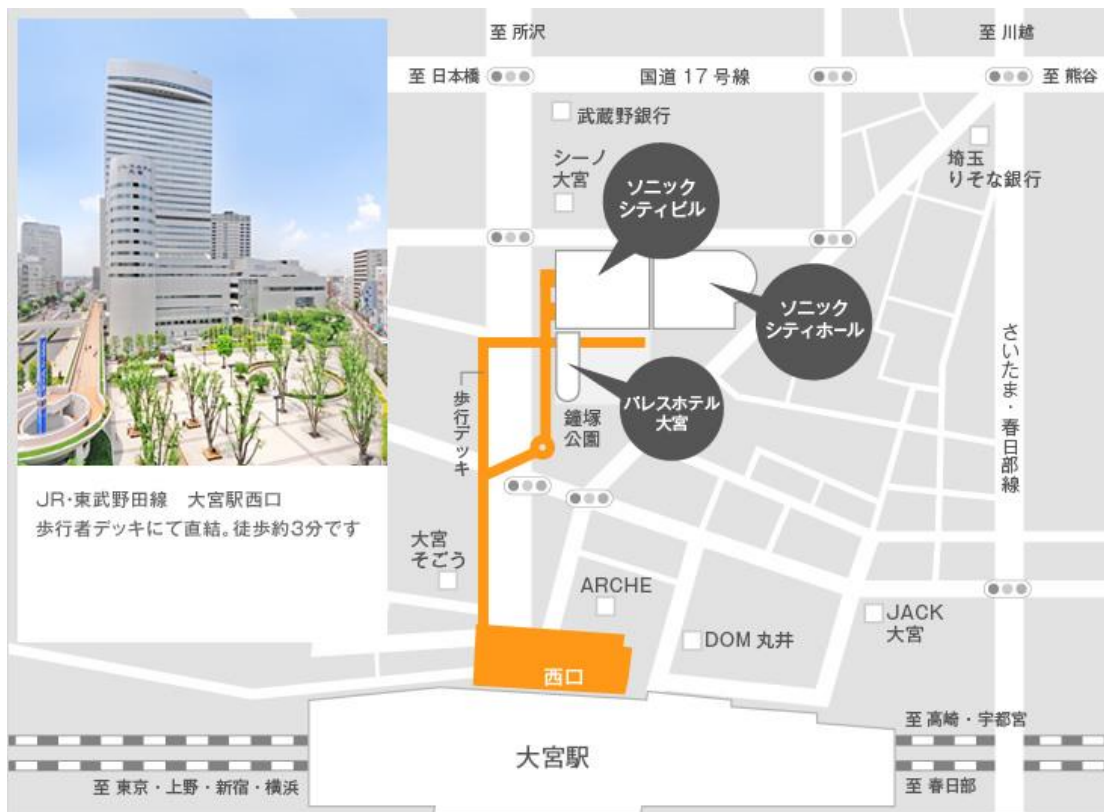 至 所沢
至 川越
至 日本橋
国道 17 号線
至 熊谷
武蔵野銀行
シーノ
大宮
ソニック
シティビル
埼玉
りそな銀行
ソニック
シティホール
さいたま・春日部線
歩行デッキ
パレスホテル
大宮
鐘塚
公園
JR・東武野田線　大宮駅西口
歩行者デッキにて直結。徒歩約3分です
大宮
そごう
ARCHE
JACK
大宮
DOM 丸井
西口
至 高崎・宇都宮
大宮駅
至 東京・上野・新宿・横浜
至 春日部